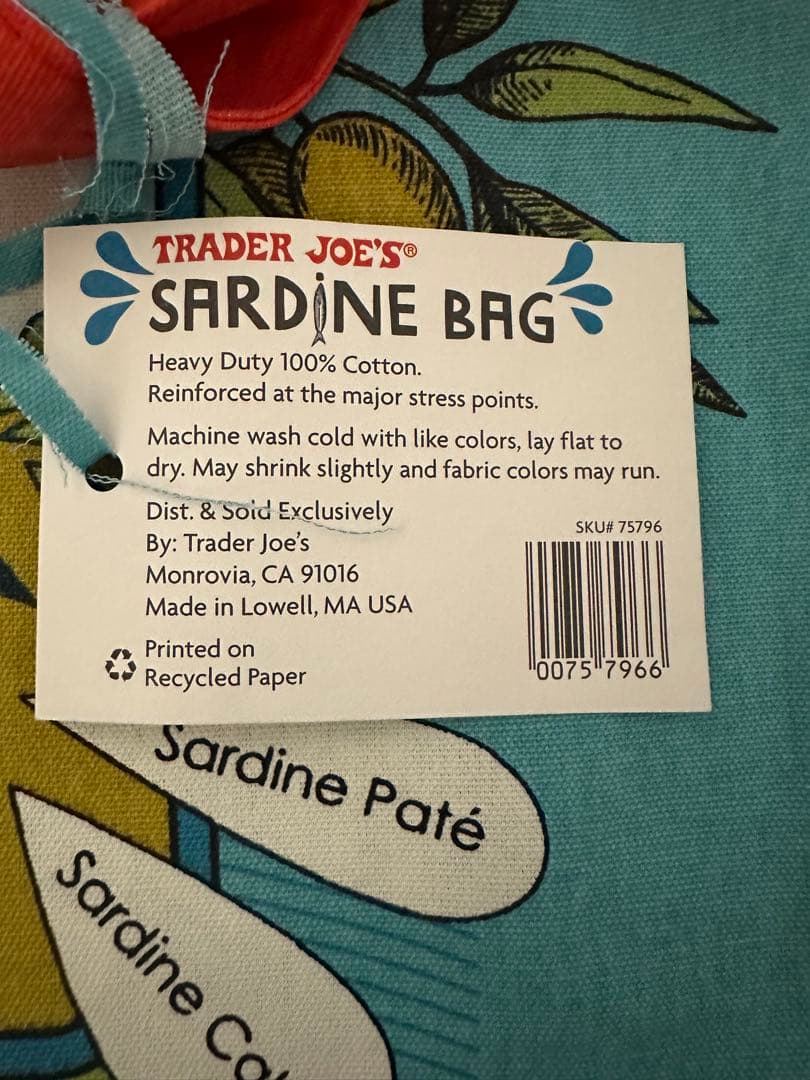 TRADER JOE'S®
SARDINE BAG
Heavy Duty 100% Cotton.
Reinforced at the major stress points.
Machine wash cold with like colors, lay flat to
dry. May shrink slightly and fabric colors may run.
Dist. & Sold Exclusively
By: Trader Joe's
Monrovia, CA 91016
Made in Lowell, MA USA
SKU# 75796
0075 7966
Printed on
Recycled Paper
Sardine Paté
Sardine